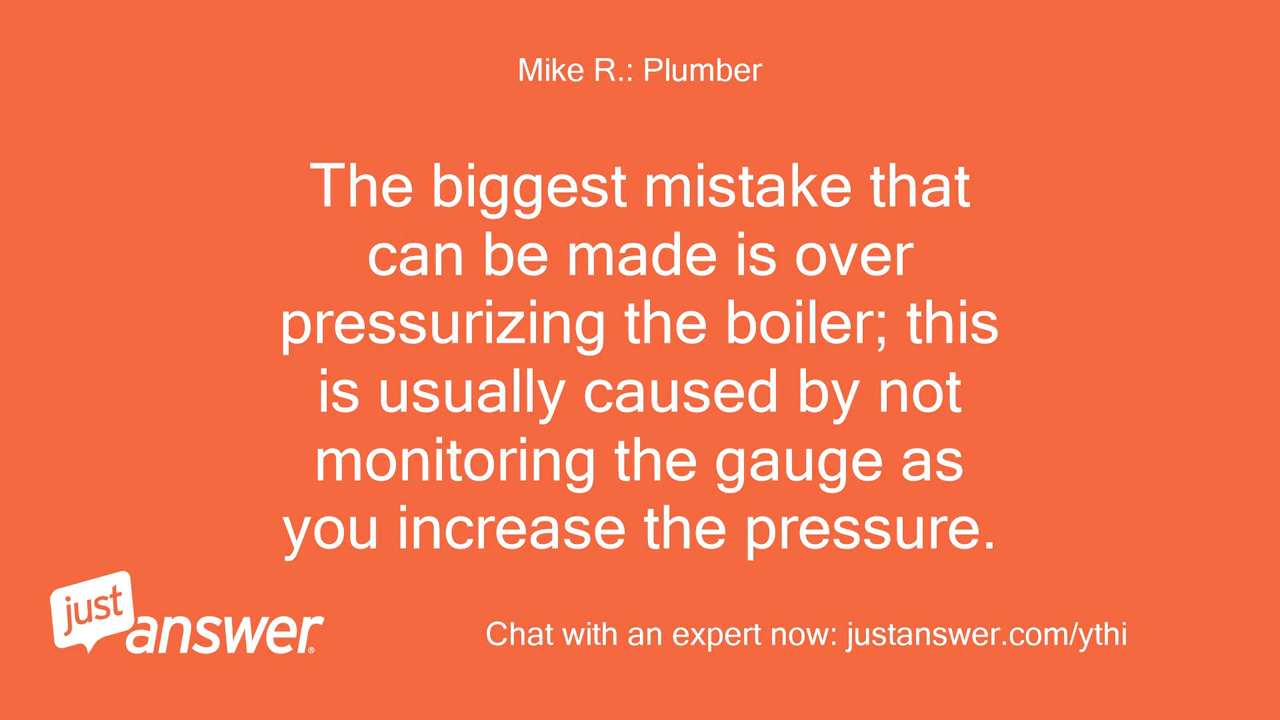 Mike R.: Plumber
The biggest mistake that
can be made is over
pressurizing the boiler; this
is usually caused by not
monitoring the gauge as
you increase the pressure.
just
answer®
Chat with an expert now: justanswer.com/ythi